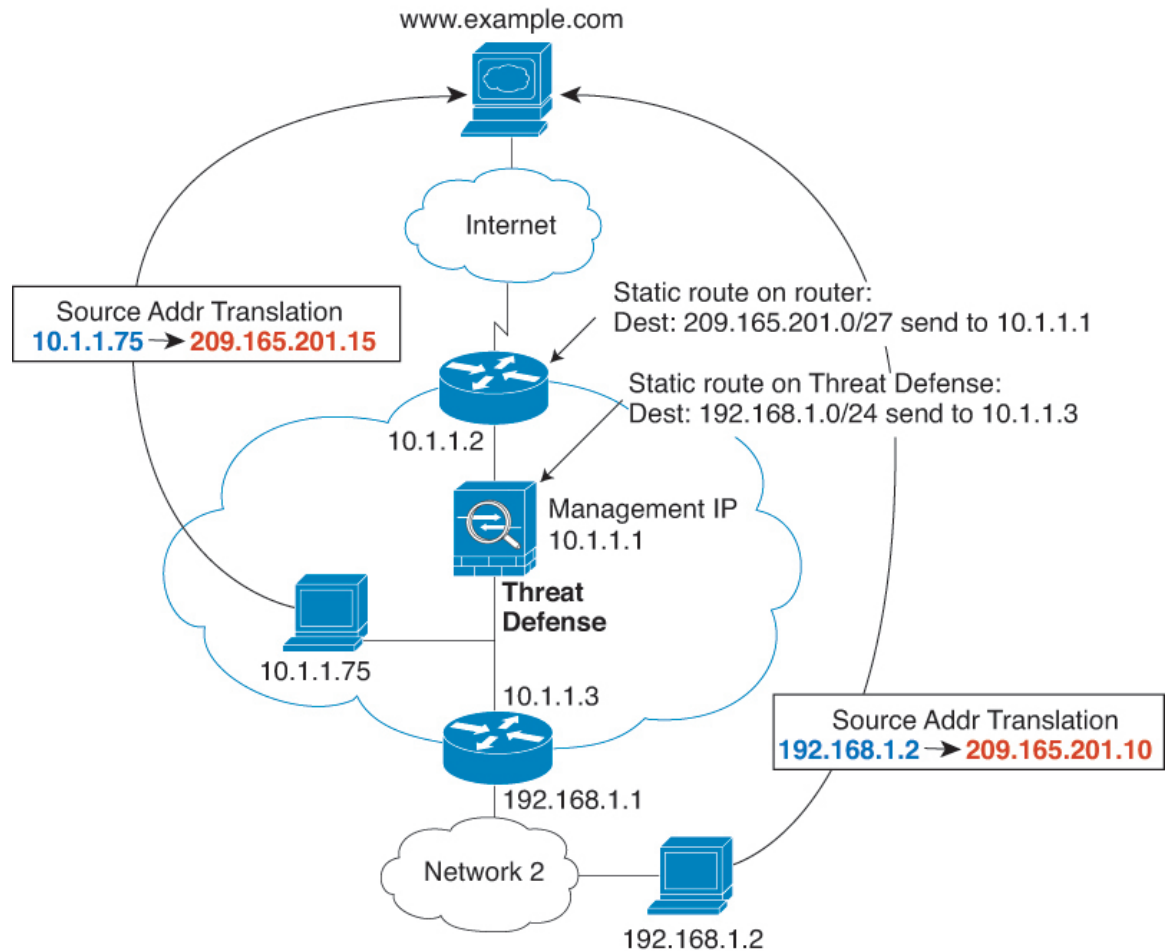 www.example.com
Internet
Source Addr Translation
10.1.1.75 → 209.165.201.15
Static route on router:
Dest: 209.165.201.0/27 send to 10.1.1.1
Static route on Threat Defense:
Dest: 192.168.1.0/24 send to 10.1.1.3
10.1.1.2
Management IP
10.1.1.1
Threat
Defense
10.1.1.75
10.1.1.3
Source Addr Translation
192.168.1.2 → 209.165.201.10
192.168.1.1
Network 2
192.168.1.2